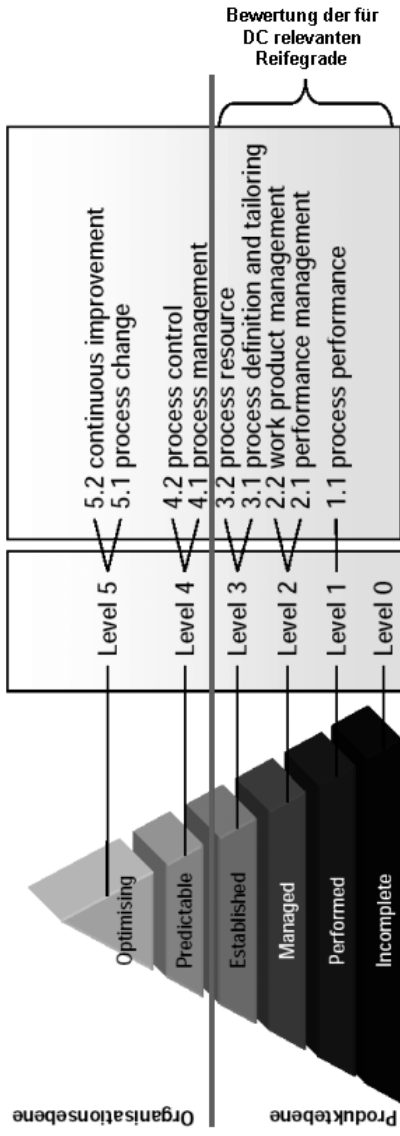 Bewertung der für
DC relevanten
Reifegrade
5.2 continuous improvement
5.1 process change
4.2 process control
4.1 process management
3.2 process resource
3.1 process definition and tailoring
2.2 work product management
2.1 performance management
1.1 process performance
Level 5
Level 4
Level 3
Level 2
Level 1
Level 0
Optimising
Predictable
Established
Managed
Performed
Incomplete
Organisationsebene
Produktebene